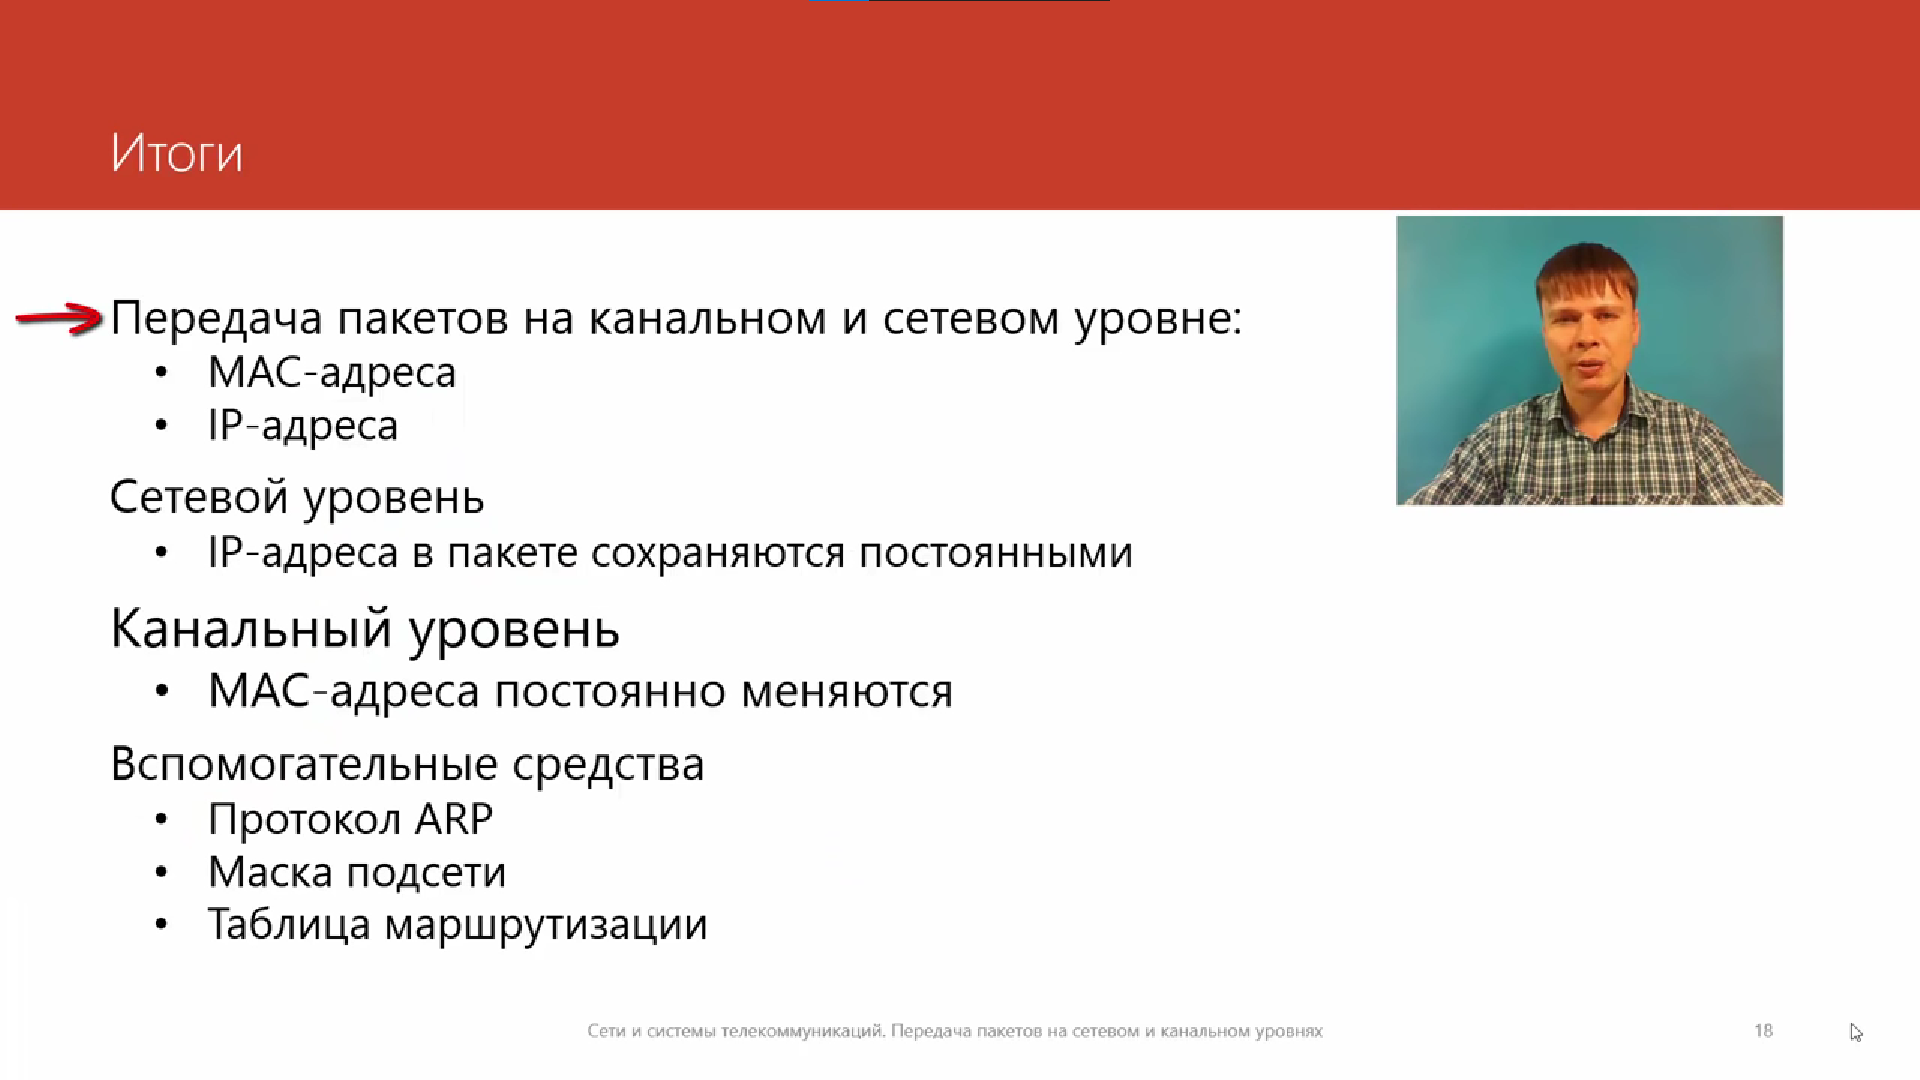 Итоги
Передача пакетов на канальном и сетевом уровне:
• MAC-адреса
• IP-адреса
Сетевой уровень
• IP-адреса в пакете сохраняются постоянными
Канальный уровень
• MAC-адреса постоянно меняются
Вспомогательные средства
• Протокол ARP
• Маска подсети
• Таблица маршрутизации
Сети и системы телекоммуникаций. Передача пакетов на сетевом и канальном уровнях
18